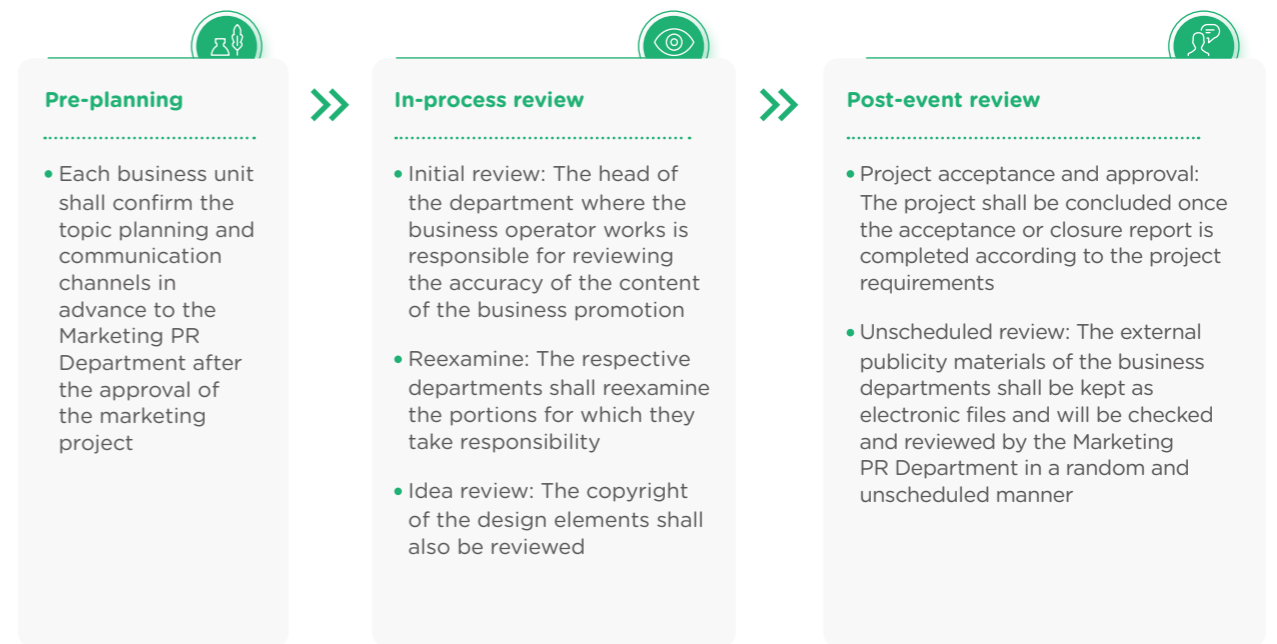 Pre-planning
• Each business unit
shall confirm the
topic planning and
communication
channels in
advance to the
Marketing PR
Department after
the approval of
the marketing
project
In-process review
• Initial review: The head of
the department where the
business operator works is
responsible for reviewing
the accuracy of the content
of the business promotion
• Reexamine: The respective
departments shall reexamine
the portions for which they
take responsibility
• Idea review: The copyright
of the design elements shall
also be reviewed
Post-event review
• Project acceptance and approval:
The project shall be concluded once
the acceptance or closure report is
completed according to the project
requirements
• Unscheduled review: The external
publicity materials of the business
departments shall be kept as
electronic files and will be checked
and reviewed by the Marketing
PR Department in a random and
unscheduled manner